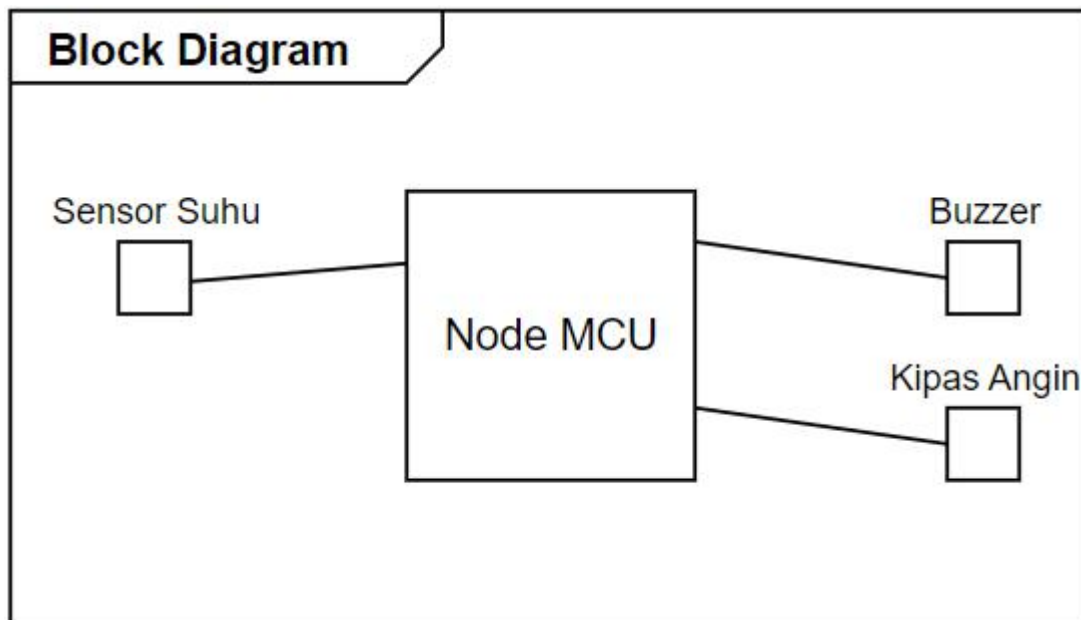 Block Diagram
Sensor Suhu
Buzzer
Node MCU
Kipas Angin